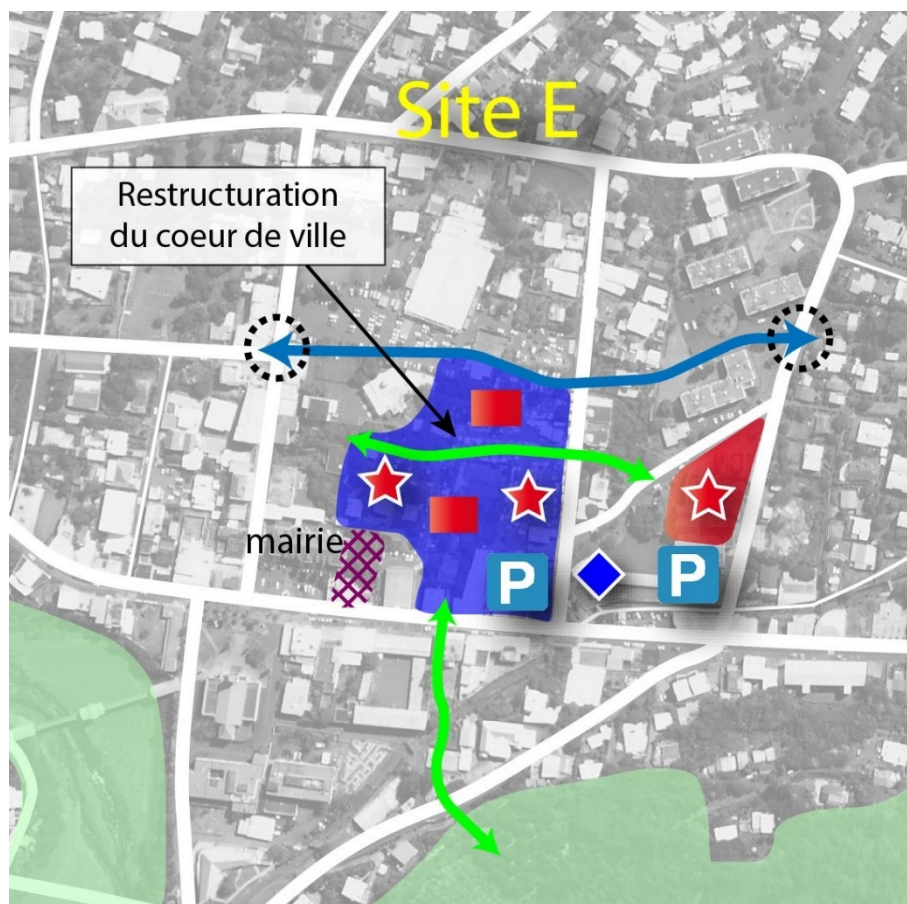 Site E
Restructuration
du coeur de ville
mairie
P
P